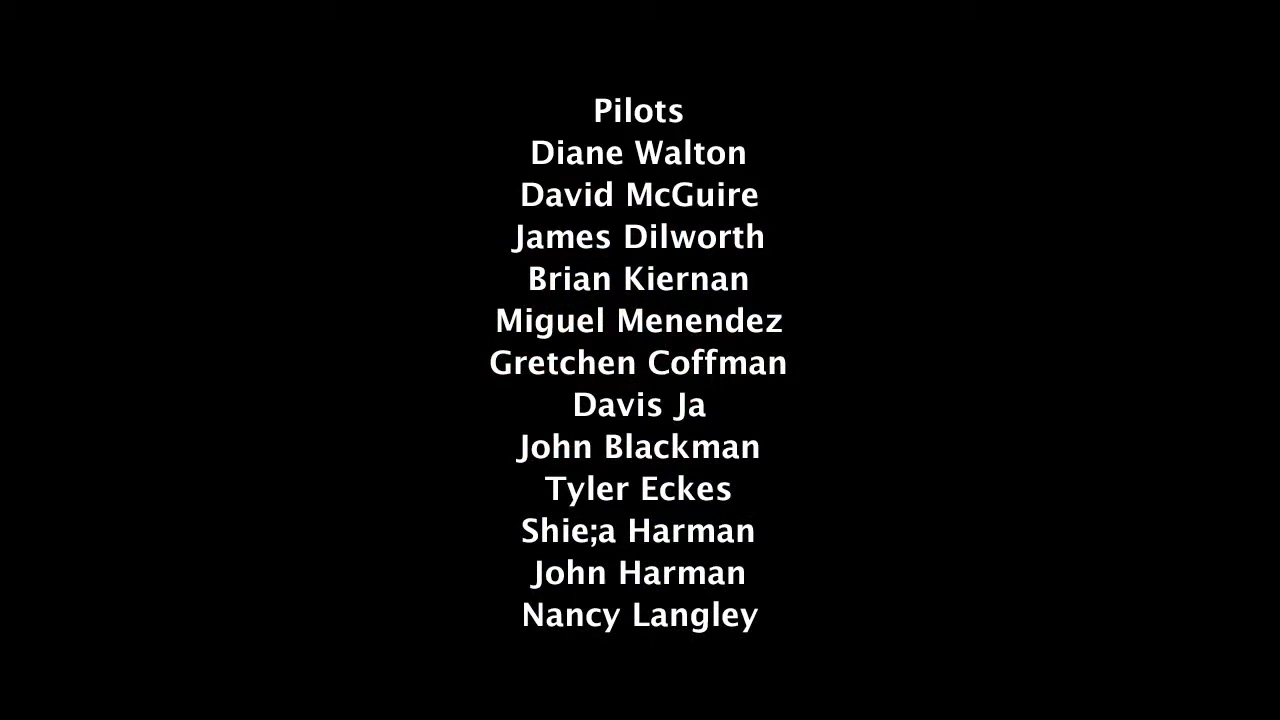 Pilots
Diane Walton
David McGuire
James Dilworth
Brian Kiernan
Miguel Menendez
Gretchen Coffman
Davis Ja
John Blackman
Tyler Eckes
Shie;a Harman
John Harman
Nancy Langley